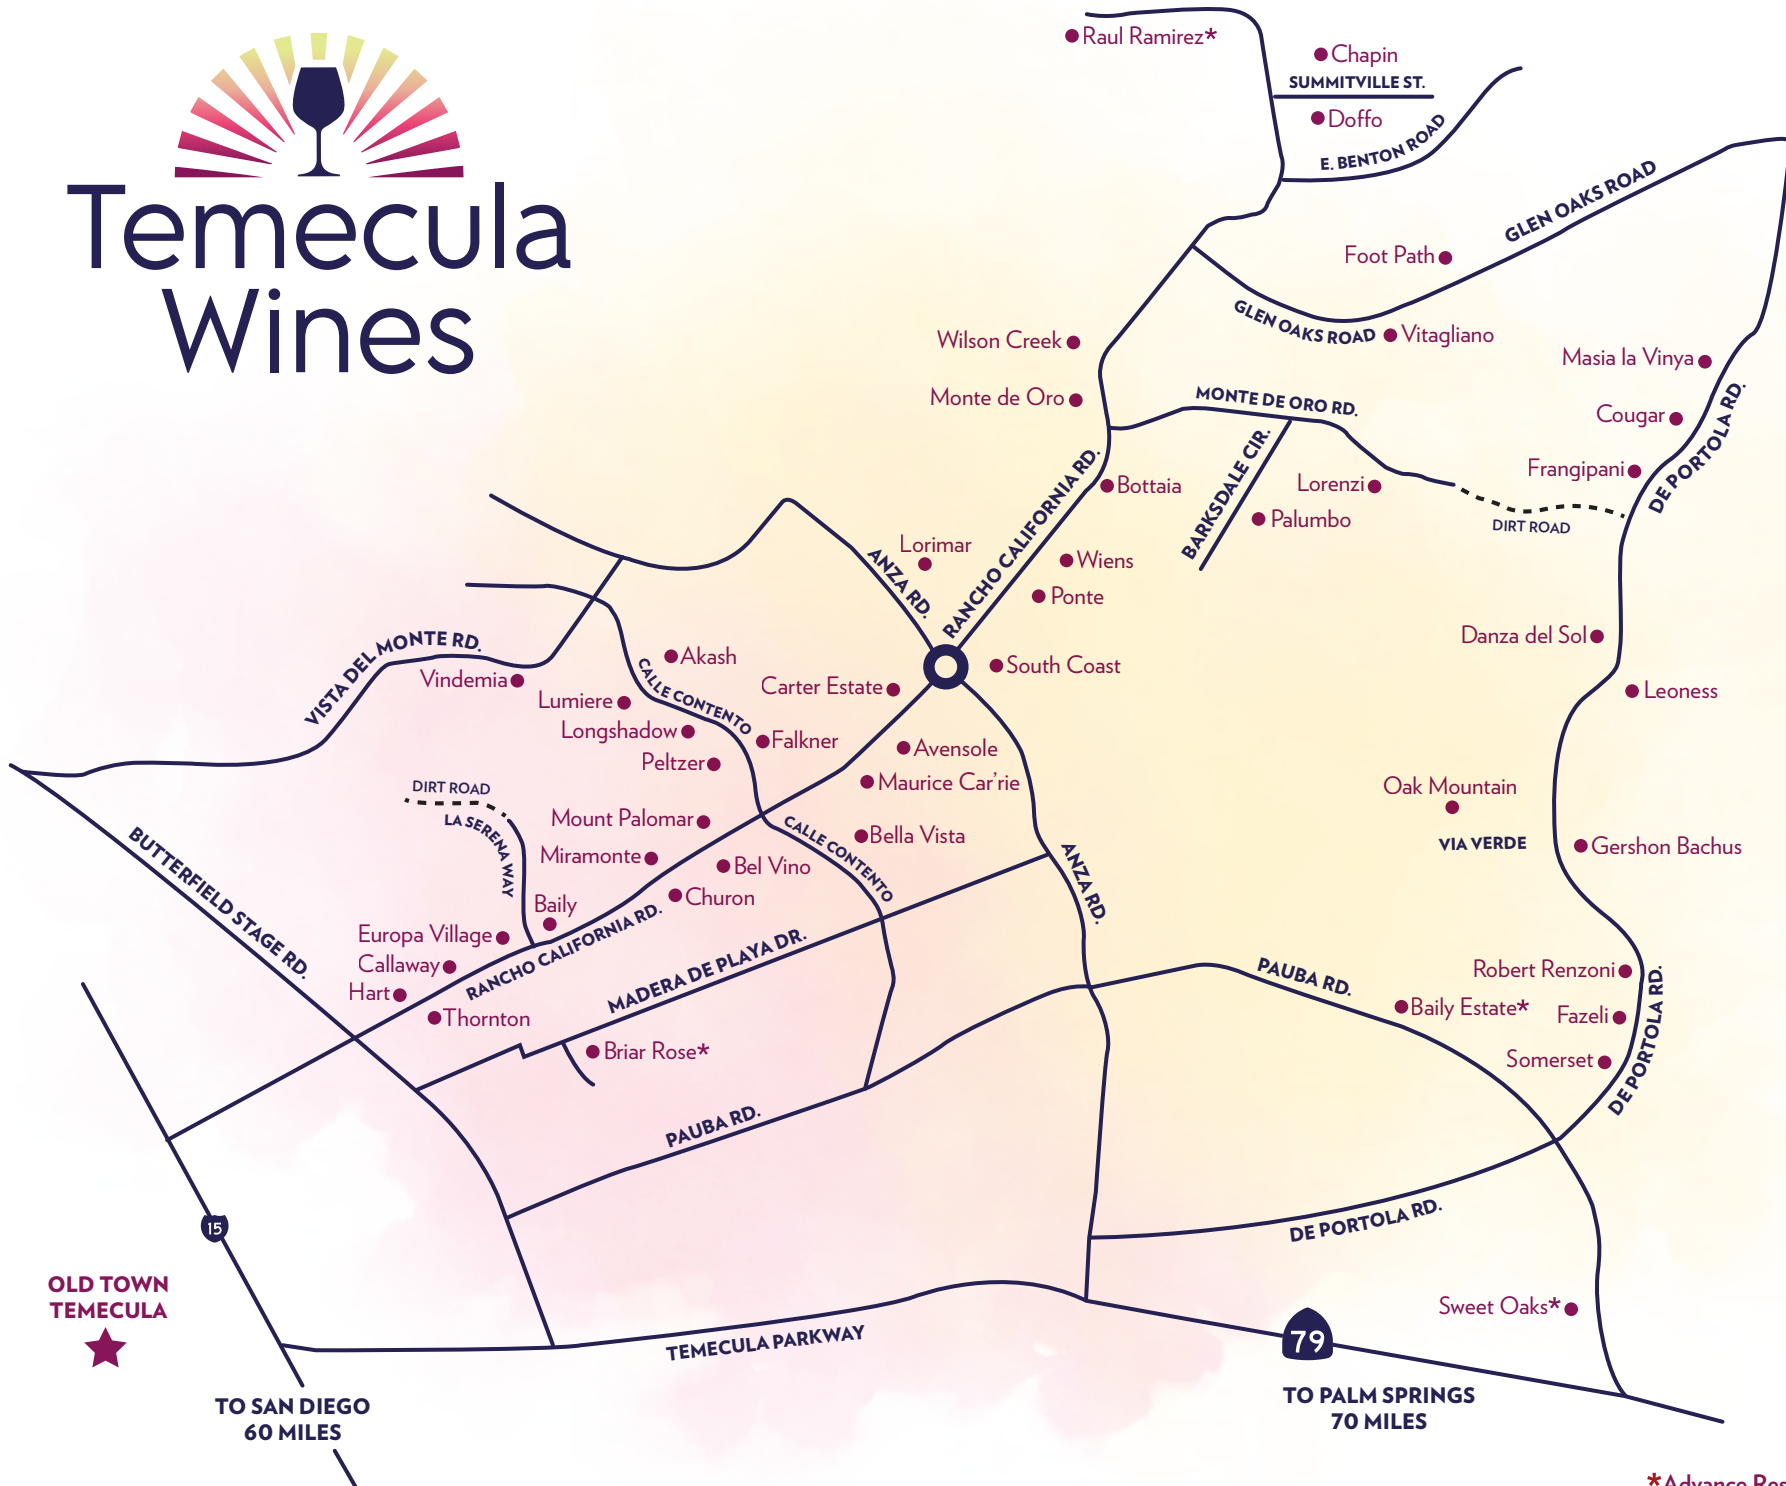 Temecula
Wines
Raul Ramirez*
Chapin
SUMMITVILLE ST.
Doffo
E. BENTON ROAD
GLEN OAKS ROAD
Foot Path
GLEN OAKS ROAD
Vitagliano
Wilson Creek
Masia la Vinya
Monte de Oro
MONTE DE ORO RD.
Cougar
DE PORTOLA RD.
BARKSDALE CIR.
Frangipani
RANCHO CALIFORNIA RD.
Bottaia
Lorenzi
Palumbo
DIRT ROAD
Lorimar
ANZA RD.
Wiens
Ponte
VISTA DEL MONTE RD.
Akash
Danza del Sol
South Coast
Vindemia
CALLE CONTENTO
Carter Estate
Leoness
Lumiere
Longshadow
Falkner
Avensole
Peltzer
Maurice Car'rie
DIRT ROAD
Oak Mountain
LA SERENA WAY
Mount Palomar
CALLE CONTENTO
Bella Vista
VIA VERDE
Gershon Bachus
BUTTERFIELD STAGE RD.
Miramonte
Bel Vino
ANZA RD.
Churon
Baily
Europa Village
RANCHO CALIFORNIA RD.
Callaway
MADERA DE PLAYA DR.
PAUBA RD.
Robert Renzoni
Hart
Baily Estate*
Fazeli
DE PORTOLA RD.
Thornton
Briar Rose*
Somerset
PAUBA RD.
15
DE PORTOLA RD.
OLD TOWN
TEMECULA
Sweet Oaks*
TEMECULA PARKWAY
79
TO SAN DIEGO
60 MILES
TO PALM SPRINGS
70 MILES
*Advance